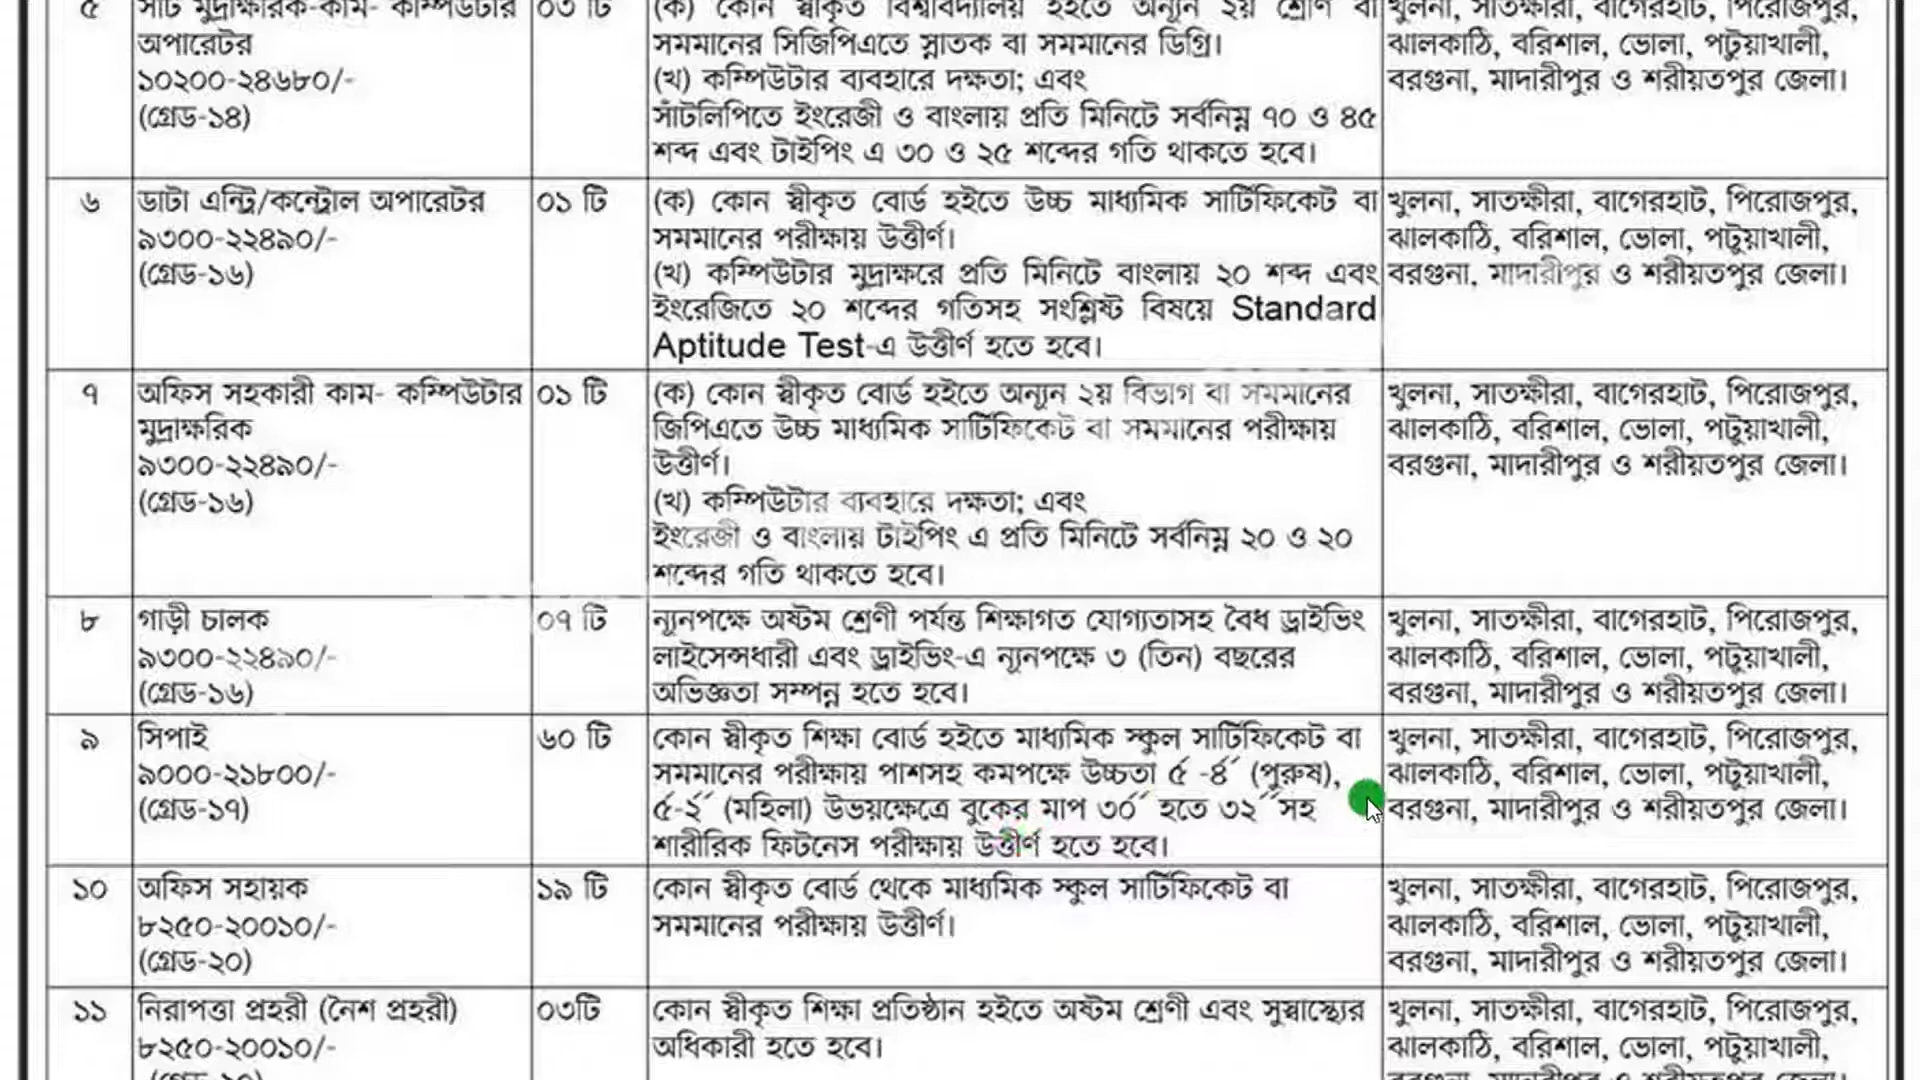 ৫
সাঁট মুদ্রাক্ষরিক-কাম- কম্পিউটার
অপারেটর
১০২০০-২৪৬৮০/-
(গ্রেড-১৪)
০৩ টি
(ক) কোন স্বীকৃত বিশ্ববিদ্যালয় হইতে অন্যুন ২য় শ্রেণি বা
সমমানের সিজিপিএতে স্নাতক বা সমমানের ডিগ্রি।
(খ) কম্পিউটার ব্যবহারে দক্ষতা; এবং
সাঁটলিপিতে ইংরেজী ও বাংলায় প্রতি মিনিটে সর্বনিম্ন ৭০ ও ৪৫
শব্দ এবং টাইপিং এ ৩০ ও ২৫ শব্দের গতি থাকতে হবে।
খুলনা, সাতক্ষীরা, বাগেরহাট, পিরোজপুর,
ঝালকাঠি, বরিশাল, ভোলা, পটুয়াখালী,
বরগুনা, মাদারীপুর ও শরীয়তপুর জেলা।
৬
ডাটা এন্ট্রি/কন্ট্রোল অপারেটর
৯৩০০-২২৪৯০/-
(গ্রেড-১৬)
০১ টি
(ক) কোন স্বীকৃত বোর্ড হইতে উচ্চ মাধ্যমিক সার্টিফিকেট বা
সমমানের পরীক্ষায় উত্তীর্ণ।
(খ) কম্পিউটার মুদ্রাক্ষরে প্রতি মিনিটে বাংলায় ২০ শব্দ এবং
ইংরেজিতে ২০ শব্দের গতিসহ সংশ্লিষ্ট বিষয়ে Standard
Aptitude Test-এ উত্তীর্ণ হতে হবে।
খুলনা, সাতক্ষীরা, বাগেরহাট, পিরোজপুর,
ঝালকাঠি, বরিশাল, ভোলা, পটুয়াখালী,
বরগুনা, মাদারীপুর ও শরীয়তপুর জেলা।
৭
অফিস সহকারী কাম- কম্পিউটার
মুদ্রাক্ষরিক
৯৩০০-২২৪৯০/-
(গ্রেড-১৬)
০১ টি
(ক) কোন স্বীকৃত বোর্ড হইতে অন্যুন ২য় বিভাগ বা সমমানের
জিপিএতে উচ্চ মাধ্যমিক সার্টিফিকেট বা সমমানের পরীক্ষায়
উত্তীর্ণ।
(খ) কম্পিউটার ব্যবহারে দক্ষতা; এবং
ইংরেজী ও বাংলায় টাইপিং এ প্রতি মিনিটে সর্বনিম্ন ২০ ও ২০
শব্দের গতি থাকতে হবে।
খুলনা, সাতক্ষীরা, বাগেরহাট, পিরোজপুর,
ঝালকাঠি, বরিশাল, ভোলা, পটুয়াখালী,
বরগুনা, মাদারীপুর ও শরীয়তপুর জেলা।
৮
গাড়ী চালক
৯৩০০-২২৪৯০/-
(গ্রেড-১৬)
০৭ টি
ন্যূনপক্ষে অষ্টম শ্রেণী পর্যন্ত শিক্ষাগত যোগ্যতাসহ বৈধ ড্রাইভিং
লাইসেন্সধারী এবং ড্রাইভিং-এ ন্যূনপক্ষে ৩ (তিন) বছরের
অভিজ্ঞতা সম্পন্ন হতে হবে।
খুলনা, সাতক্ষীরা, বাগেরহাট, পিরোজপুর,
ঝালকাঠি, বরিশাল, ভোলা, পটুয়াখালী,
বরগুনা, মাদারীপুর ও শরীয়তপুর জেলা।
৯
সিপাই
৯০০০-২১৮০০/-
(গ্রেড-১৭)
৬০ টি
কোন স্বীকৃত শিক্ষা বোর্ড হইতে মাধ্যমিক স্কুল সার্টিফিকেট বা
সমমানের পরীক্ষায় পাশসহ কমপক্ষে উচ্চতা ৫´-৪´´ (পুরুষ),
৫´-২´´ (মহিলা) উভয়ক্ষেত্রে বুকের মাপ ৩০´´ হতে ৩২´´ সহ
শারীরিক ফিটনেস পরীক্ষায় উত্তীর্ণ হতে হবে।
খুলনা, সাতক্ষীরা, বাগেরহাট, পিরোজপুর,
ঝালকাঠি, বরিশাল, ভোলা, পটুয়াখালী,
বরগুনা, মাদারীপুর ও শরীয়তপুর জেলা।
১০
অফিস সহায়ক
৮২৫০-২০০১০/-
(গ্রেড-২০)
১৯ টি
কোন স্বীকৃত বোর্ড থেকে মাধ্যমিক স্কুল সার্টিফিকেট বা
সমমানের পরীক্ষায় উত্তীর্ণ।
খুলনা, সাতক্ষীরা, বাগেরহাট, পিরোজপুর,
ঝালকাঠি, বরিশাল, ভোলা, পটুয়াখালী,
বরগুনা, মাদারীপুর ও শরীয়তপুর জেলা।
১১
নিরাপত্তা প্রহরী (নৈশ প্রহরী)
৮২৫০-২০০১০/-
(গ্রেড-২০)
০৩টি
কোন স্বীকৃত শিক্ষা প্রতিষ্ঠান হইতে অষ্টম শ্রেণী এবং সুস্বাস্থ্যের
অধিকারী হতে হবে।
খুলনা, সাতক্ষীরা, বাগেরহাট, পিরোজপুর,
ঝালকাঠি, বরিশাল, ভোলা, পটুয়াখালী,
বরগুনা, মাদারীপুর ও শরীয়তপুর জেলা।